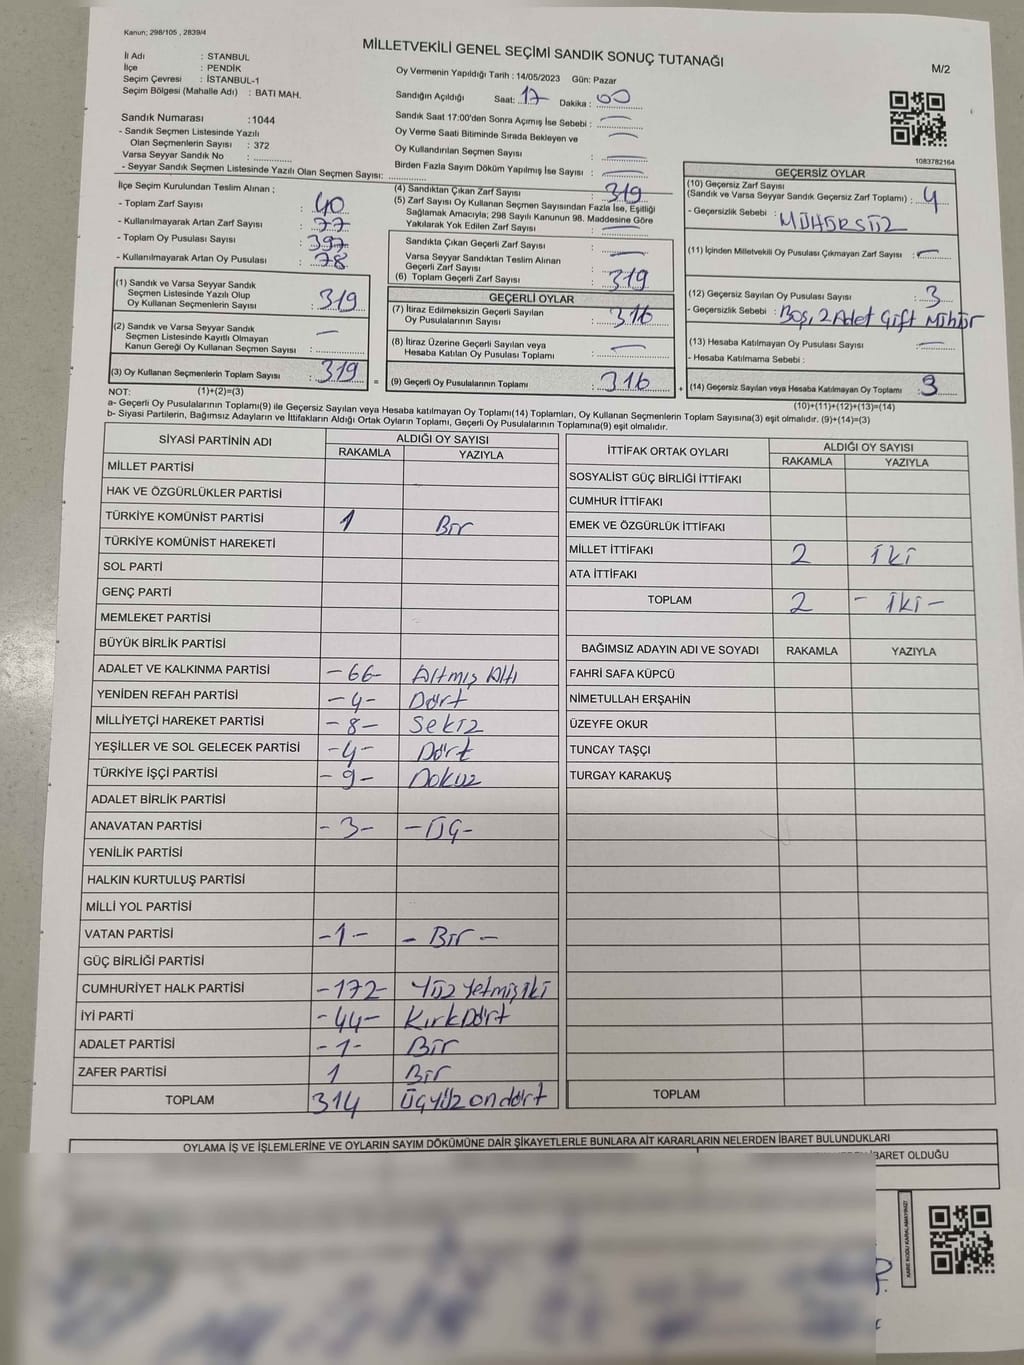 Kanun; 298/105 , 2839/4
MİLLETVEKİLİ GENEL SEÇİMİ SANDIK SONUÇ TUTANAĞI
M/2
İl Adı : STANBUL
İlçe : PENDİK
Seçim Çevresi : İSTANBUL-1
Seçim Bölgesi (Mahalle Adı) : BATI MAH.
Oy Vermenin Yapıldığı Tarih : 14/05/2023 Gün: Pazar
Sandığın Açıldığı Saat: 17 Dakika : 00
Sandık Saat 17:00'den Sonra Açımış İse Sebebi : —
Oy Verme Saati Bitiminde Sırada Bekleyen ve
Oy Kullandırılan Seçmen Sayısı : —
Birden Fazla Sayım Döküm Yapılmış İse Sayısı : —
1083782164
Sandık Numarası :1044
- Sandık Seçmen Listesinde Yazılı
Olan Seçmenlerin Sayısı : 372
Varsa Seyyar Sandık No :
- Seyyar Sandık Seçmen Listesinde Yazılı Olan Seçmen Sayısı:
İlçe Seçim Kurulundan Teslim Alınan ;
- Toplam Zarf Sayısı : 40
- Kullanılmayarak Artan Zarf Sayısı : 77
- Toplam Oy Pusulası Sayısı : 397
- Kullanılmayarak Artan Oy Pusulası : 78
(1) Sandık ve Varsa Seyyar Sandık
Seçmen Listesinde Yazılı Olup
Oy Kullanan Seçmenlerin Sayısı : 319
(2) Sandık ve Varsa Seyyar Sandık
Seçmen Listesinde Kayıtlı Olmayan
Kanun Gereği Oy Kullanan Seçmen Sayısı : —
(3) Oy Kullanan Seçmenlerin Toplam Sayısı : 319
(4) Sandıktan Çıkan Zarf Sayısı : 319
(5) Zarf Sayısı Oy Kullanan Seçmen Sayısından Fazla İse, Eşitliği
Sağlamak Amacıyla; 298 Sayılı Kanunun 98. Maddesine Göre
Yakılarak Yok Edilen Zarf Sayısı : —
Sandıkta Çıkan Geçerli Zarf Sayısı :
Varsa Seyyar Sandıktan Teslim Alınan
Geçerli Zarf Sayısı : —
(6) Toplam Geçerli Zarf Sayısı : 319
GEÇERLİ OYLAR
(7) İtiraz Edilmeksizin Geçerli Sayılan
Oy Pusulalarının Sayısı : 316
(8) İtiraz Üzerine Geçerli Sayılan veya
Hesaba Katılan Oy Pusulası Toplamı : —
= (9) Geçerli Oy Pusulalarının Toplamı : 316
GEÇERSİZ OYLAR
(10) Geçersiz Zarf Sayısı
(Sandık ve Varsa Seyyar Sandık Geçersiz Zarf Toplamı) : 4
- Geçersizlik Sebebi : MÜHÜRSÜZ
(11) İçinden Milletvekili Oy Pusulası Çıkmayan Zarf Sayısı : —
(12) Geçersiz Sayılan Oy Pusulası Sayısı : 3
- Geçersizlik Sebebi : Boş, 2 Adet Çift Mühür
(13) Hesaba Katılmayan Oy Pusulası Sayısı : —
- Hesaba Katılmama Sebebi :
+ (14) Geçersiz Sayılan veya Hesaba Katılmayan Oy Toplamı : 3
NOT: (1)+(2)=(3)
(10)+(11)+(12)+(13)=(14)
a- Geçerli Oy Pusulalarının Toplamı(9) ile Geçersiz Sayılan veya Hesaba katılmayan Oy Toplamı(14) Toplamları, Oy Kullanan Seçmenlerin Toplam Sayısına(3) eşit olmalıdır. (9)+(14)=(3)
b- Siyasi Partilerin, Bağımsız Adayların ve İttifakların Aldığı Ortak Oyların Toplamı, Geçerli Oy Pusulalarının Toplamına(9) eşit olmalıdır.
SİYASİ PARTİNİN ADI ALDIĞI OY SAYISI
RAKAMLA YAZIYLA
MİLLET PARTİSİ
HAK VE ÖZGÜRLÜKLER PARTİSİ
TÜRKİYE KOMÜNİST PARTİSİ 1 Bir
TÜRKİYE KOMÜNİST HAREKETİ
SOL PARTİ
GENÇ PARTİ
MEMLEKET PARTİSİ
BÜYÜK BİRLİK PARTİSİ
ADALET VE KALKINMA PARTİSİ -66- Altmış Altı
YENİDEN REFAH PARTİSİ -4- Dört
MİLLİYETÇİ HAREKET PARTİSİ -8- Sekiz
YEŞİLLER VE SOL GELECEK PARTİSİ -4- Dört
TÜRKİYE İŞÇİ PARTİSİ -9- Dokuz
ADALET BİRLİK PARTİSİ
ANAVATAN PARTİSİ -3- -ÜÇ-
YENİLİK PARTİSİ
HALKIN KURTULUŞ PARTİSİ
MİLLİ YOL PARTİSİ
VATAN PARTİSİ -1- - Bir -
GÜÇ BİRLİĞİ PARTİSİ
CUMHURİYET HALK PARTİSİ -172- Yüz Yetmiş iki
İYİ PARTİ -44- Kırk Dört
ADALET PARTİSİ -1- Bir
ZAFER PARTİSİ 1 Bir
TOPLAM 314 Üçyüz ondört
İTTİFAK ORTAK OYLARI ALDIĞI OY SAYISI
RAKAMLA YAZIYLA
SOSYALİST GÜÇ BİRLİĞİ İTTİFAKI
CUMHUR İTTİFAKI
EMEK VE ÖZGÜRLÜK İTTİFAKI
MİLLET İTTİFAKI 2 İki
ATA İTTİFAKI
TOPLAM 2 - İki -
BAĞIMSIZ ADAYIN ADI VE SOYADI RAKAMLA YAZIYLA
FAHRİ SAFA KÜPCÜ
NİMETULLAH ERŞAHİN
ÜZEYFE OKUR
TUNCAY TAŞÇI
TURGAY KARAKUŞ
TOPLAM
OYLAMA İŞ VE İŞLEMLERİNE VE OYLARIN SAYIM DÖKÜMÜNE DAİR ŞİKAYETLERLE BUNLARA AİT KARARLARIN NELERDEN İBARET BULUNDUKLARI
İBARET OLDUĞU
KARE KODU KARALAMAYINIZ!